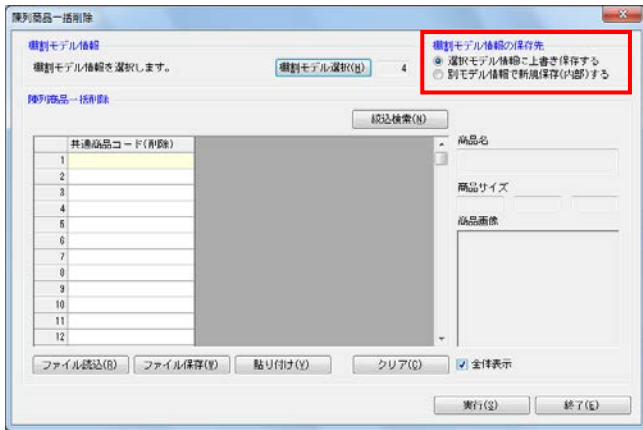 陳列商品一括削除
棚割モデル情報
棚割モデル情報を選択します。
棚割モデル選択(H)
4
棚割モデル情報の保存先
選択モデル情報に上書き保存する
別モデル情報で新規保存(内部)する
陳列商品一括削除
絞込検索(N)
共通商品コード(削除)
1
2
3
4
5
6
7
8
9
10
11
12
商品名
商品サイズ
商品画像
ファイル読込(R)
ファイル保存(W)
貼り付け(Y)
クリア(C)
全体表示
実行(S)
終了(E)